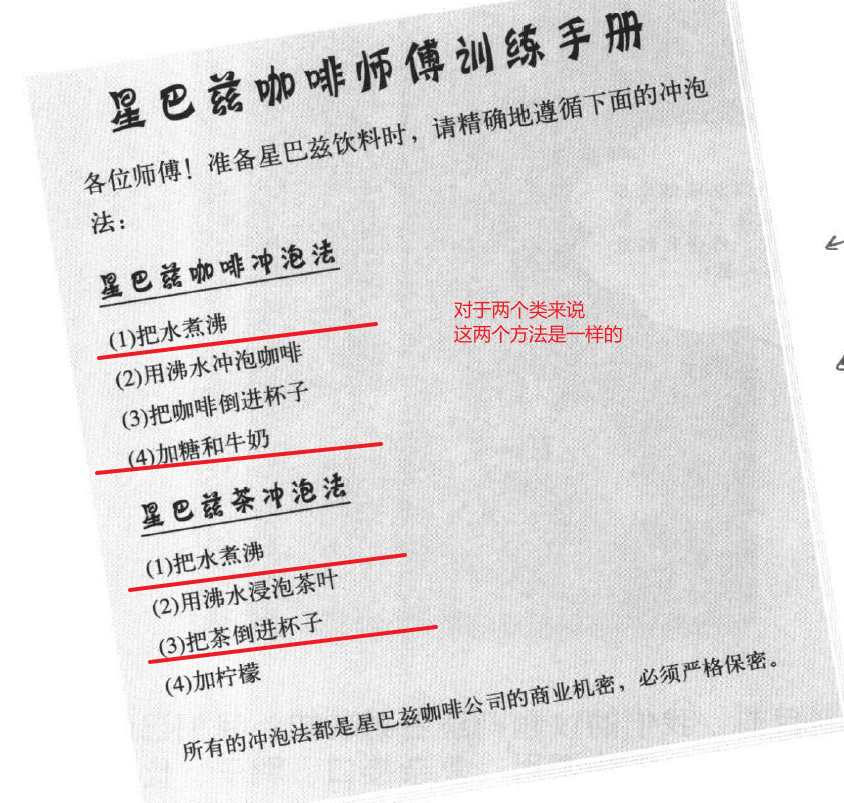 星巴兹咖啡师傅训练手册
各位师傅！准备星巴兹饮料时，请精确地遵循下面的冲泡
法：
星巴兹咖啡冲泡法
(1)把水煮沸
(2)用沸水冲泡咖啡
(3)把咖啡倒进杯子
(4)加糖和牛奶
对于两个类来说
这两个方法是一样的
星巴兹茶冲泡法
(1)把水煮沸
(2)用沸水浸泡茶叶
(3)把茶倒进杯子
(4)加柠檬
所有的冲泡法都是星巴兹咖啡公司的商业机密，必须严格保密。